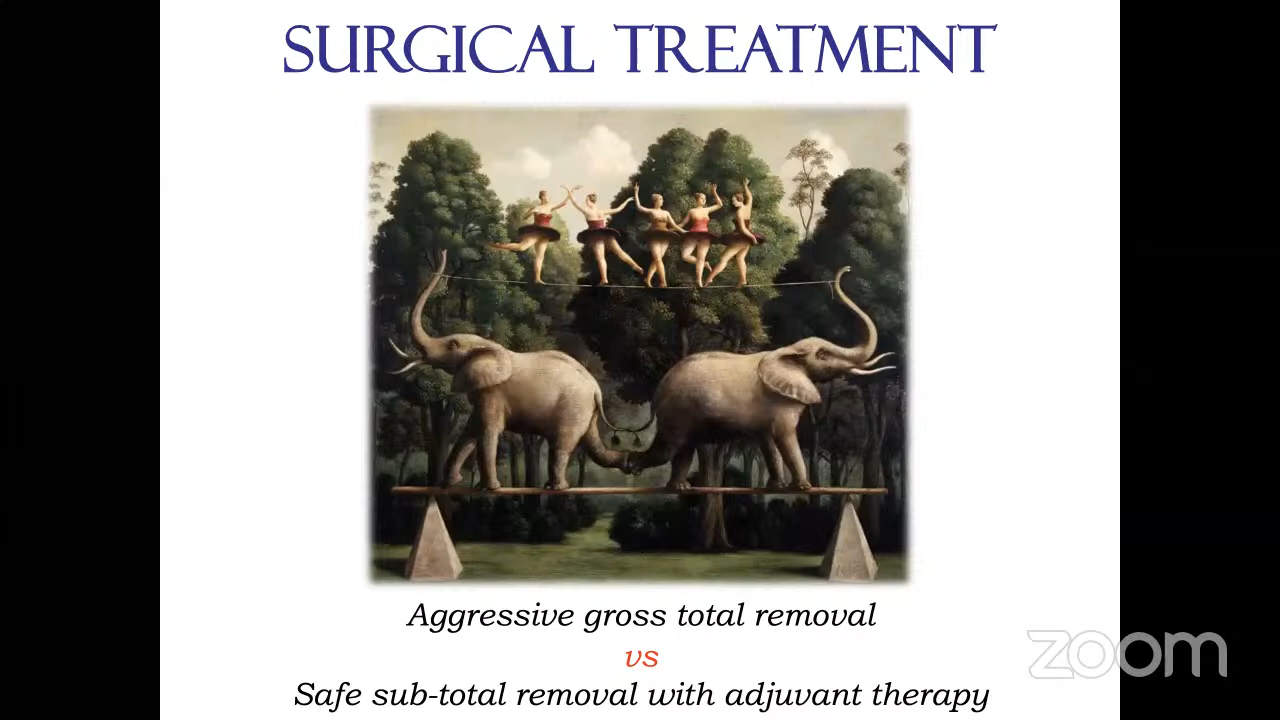 SURGICAL TREATMENT
Aggressive gross total removal
vs
Safe sub-total removal with adjuvant therapy
zoom